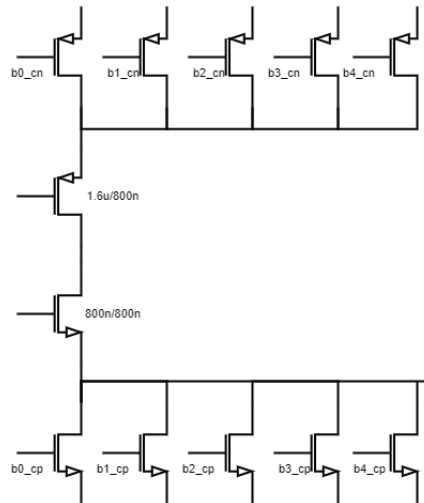 b0_cn b1_cn b2_cn b3_cn b4_cn
1.6u/800n
800n/800n
b0_cp b1_cp b2_cp b3_cp b4_cp